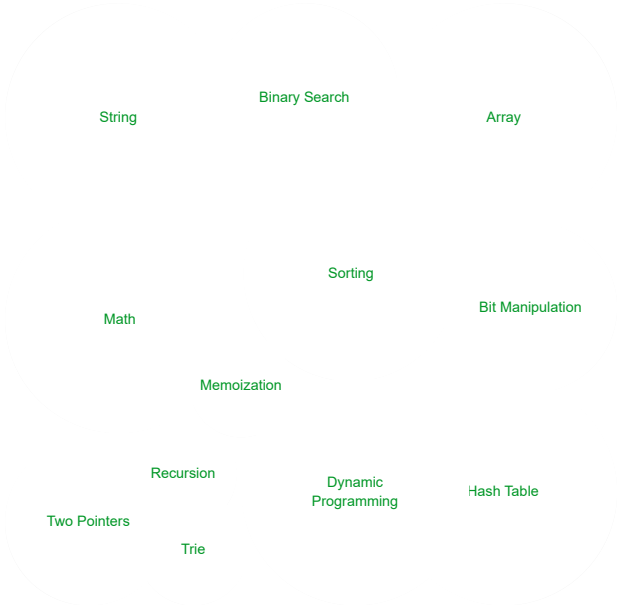 Binary Search
String
Array
Sorting
Bit Manipulation
Math
Memoization
Recursion
Dynamic
Programming
Hash Table
Two Pointers
Trie